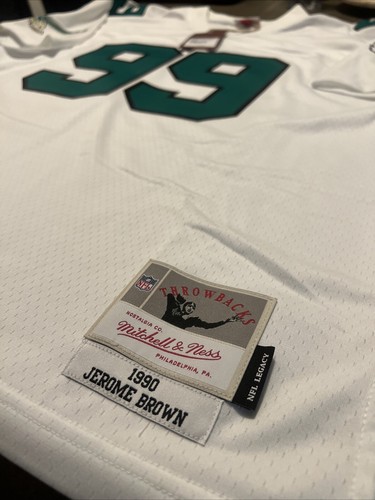 99
NFL
THROWBACKS
NOSTALGIA CO.
Mitchell & Ness
PHILADELPHIA, PA.
NFL LEGACY
1990
JEROME BROWN